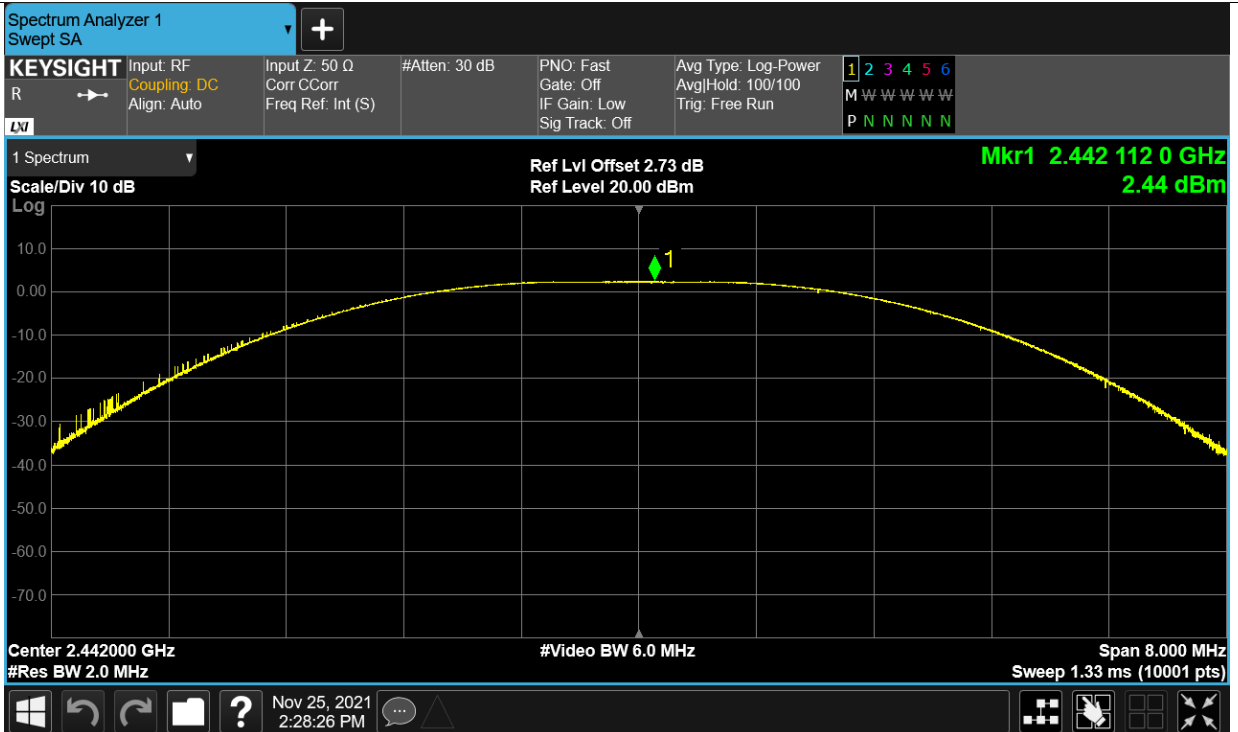 Spectrum Analyzer 1
Swept SA
KEYSIGHT
R
LXI
Input: RF
Coupling: DC
Align: Auto
Input Z: 50 Ω
Corr CCorr
Freq Ref: Int (S)
#Atten: 30 dB
PNO: Fast
Gate: Off
IF Gain: Low
Sig Track: Off
Avg Type: Log-Power
Avg|Hold: 100/100
Trig: Free Run
1 2 3 4 5 6
M W W W W W
P N N N N N
1 Spectrum
Scale/Div 10 dB
Log
Ref Lvl Offset 2.73 dB
Ref Level 20.00 dBm
Mkr1 2.442 112 0 GHz
2.44 dBm
1
10.0
0.00
-10.0
-20.0
-30.0
-40.0
-50.0
-60.0
-70.0
Center 2.442000 GHz
#Res BW 2.0 MHz
#Video BW 6.0 MHz
Span 8.000 MHz
Sweep 1.33 ms (10001 pts)
?
Nov 25, 2021
2:28:26 PM